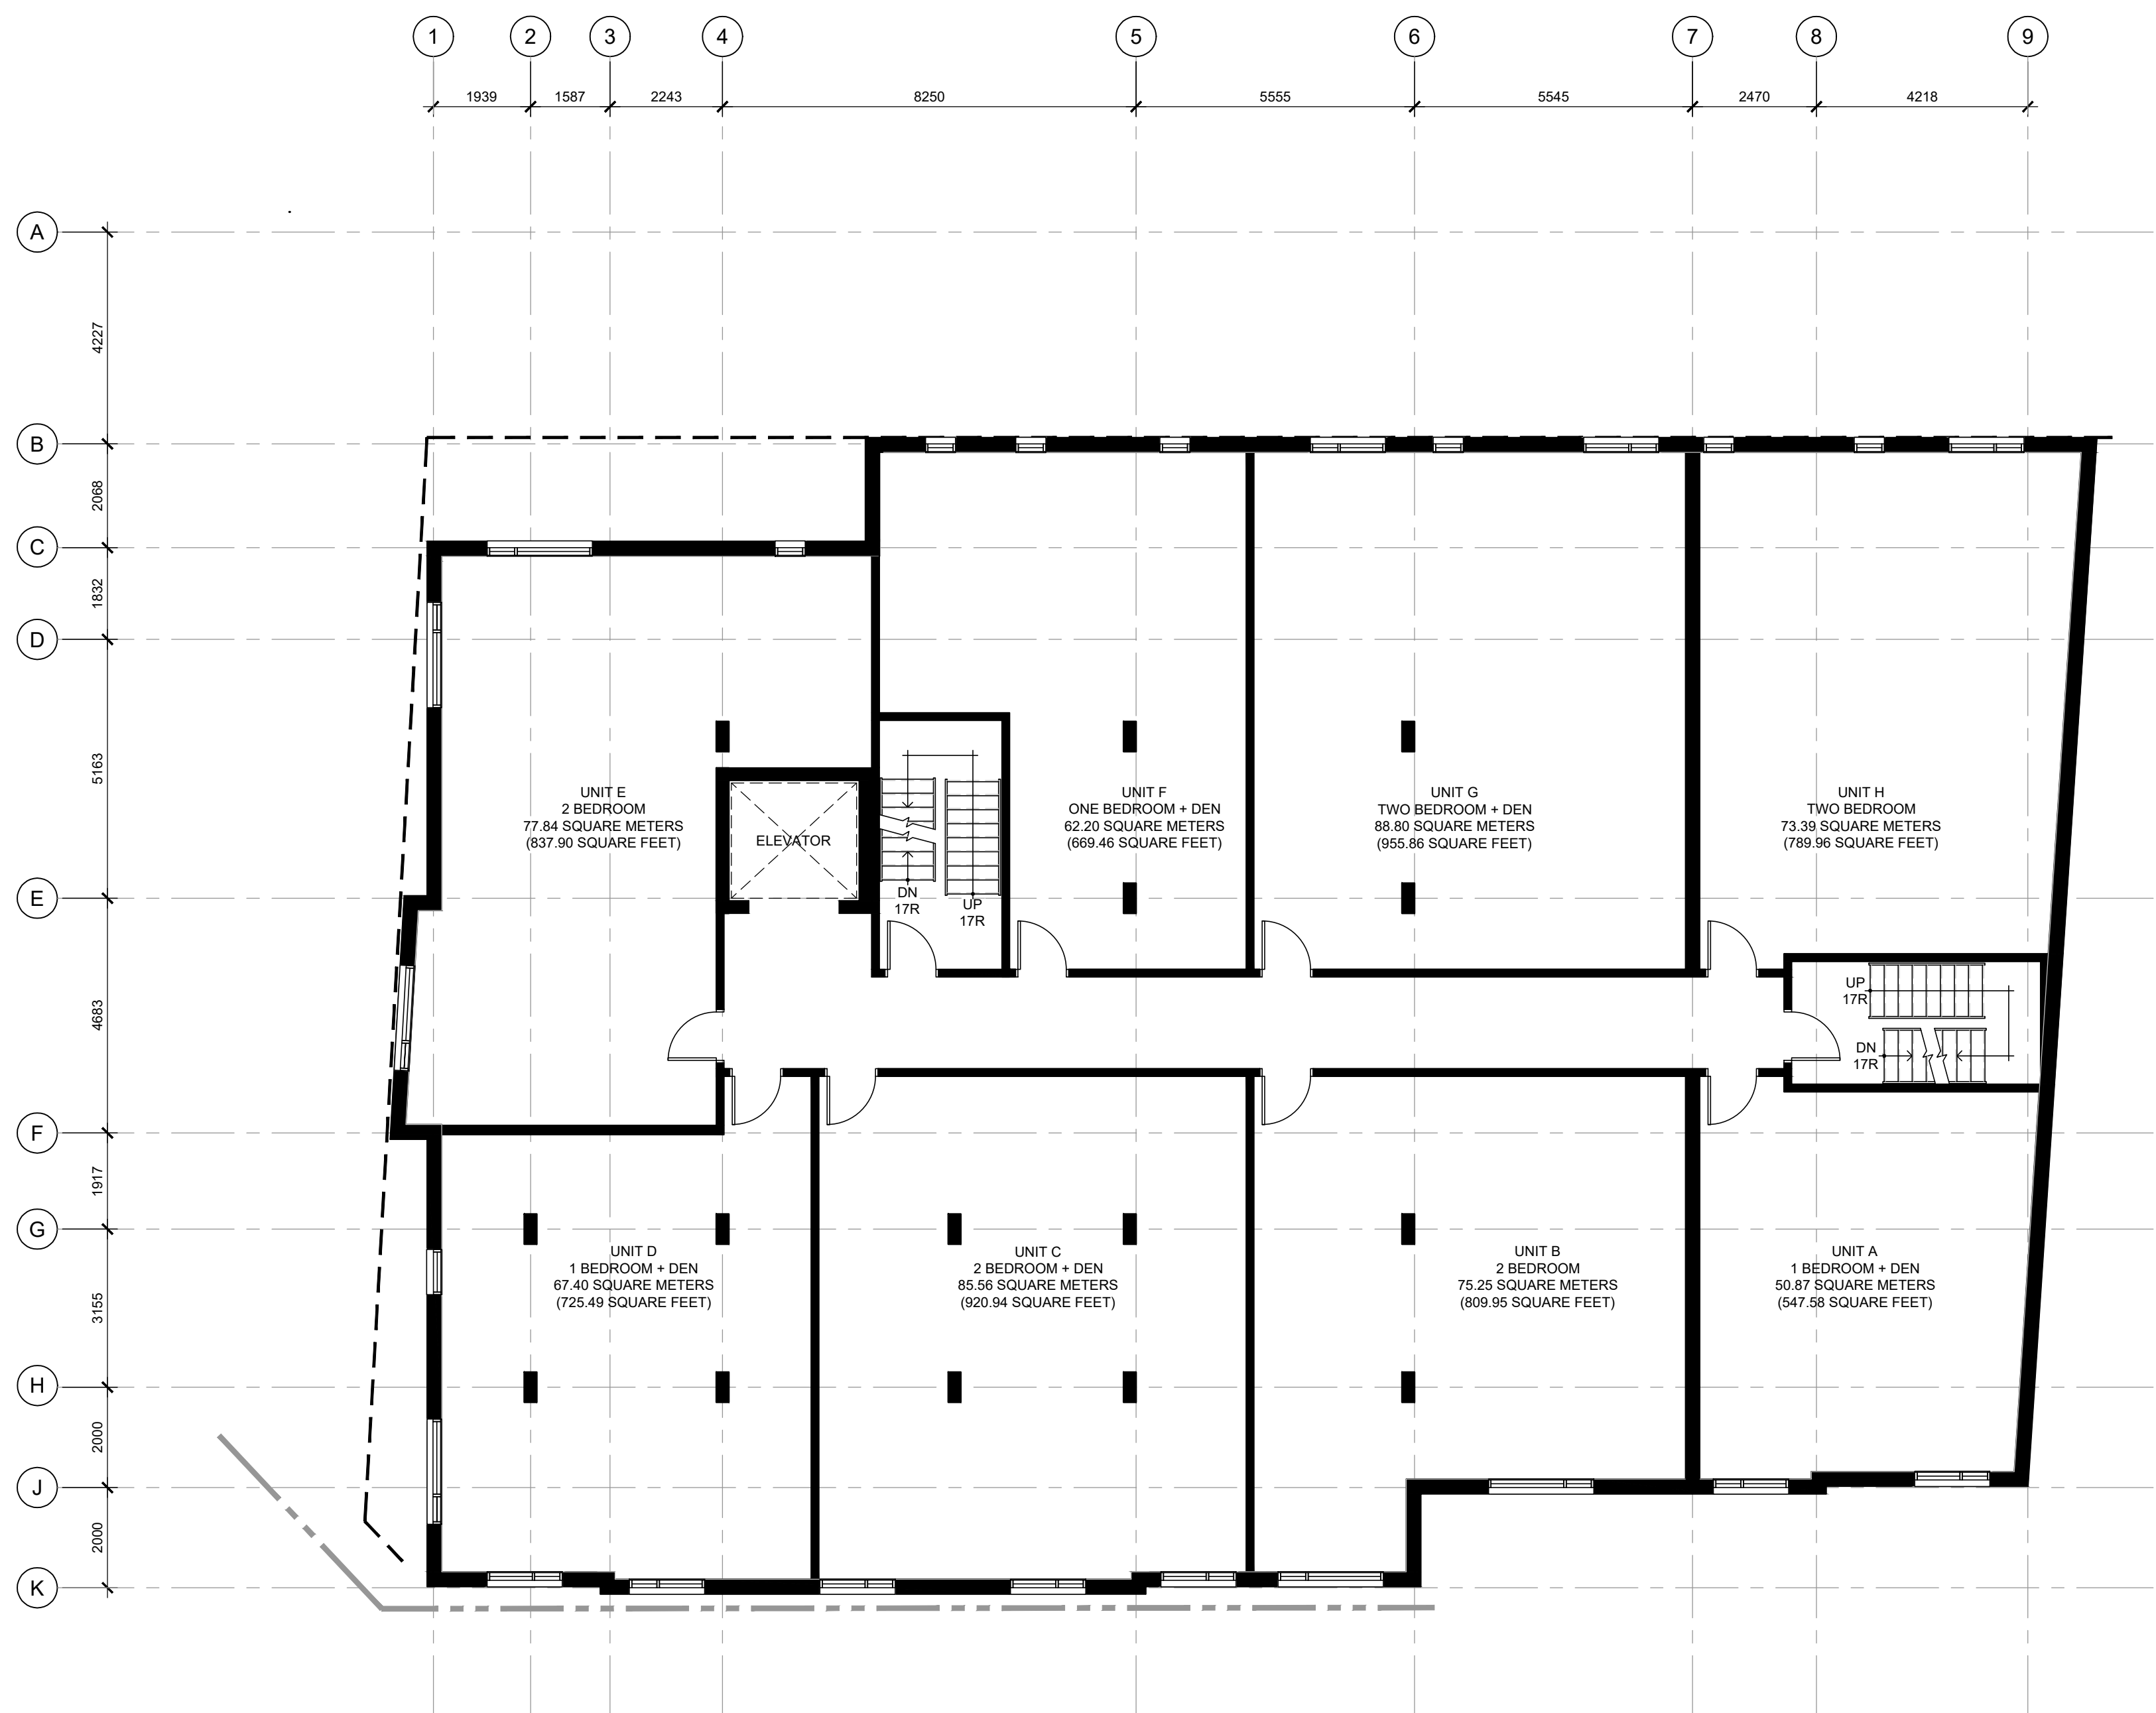 1 2 3 4 5 6 7 8 9
1939 1587 2243 8250 5555 5545 2470 4218
A
4227
B
2068
C
1832
D
5163
E
4683
F
1917
G
3155
H
2000
J
2000
K
UNIT E
2 BEDROOM
77.84 SQUARE METERS
(837.90 SQUARE FEET)
ELEVATOR
DN
17R
UP
17R
UNIT F
ONE BEDROOM + DEN
62.20 SQUARE METERS
(669.46 SQUARE FEET)
UNIT G
TWO BEDROOM + DEN
88.80 SQUARE METERS
(955.86 SQUARE FEET)
UNIT H
TWO BEDROOM
73.39 SQUARE METERS
(789.96 SQUARE FEET)
UP
17R
DN
17R
UNIT D
1 BEDROOM + DEN
67.40 SQUARE METERS
(725.49 SQUARE FEET)
UNIT C
2 BEDROOM + DEN
85.56 SQUARE METERS
(920.94 SQUARE FEET)
UNIT B
2 BEDROOM
75.25 SQUARE METERS
(809.95 SQUARE FEET)
UNIT A
1 BEDROOM + DEN
50.87 SQUARE METERS
(547.58 SQUARE FEET)